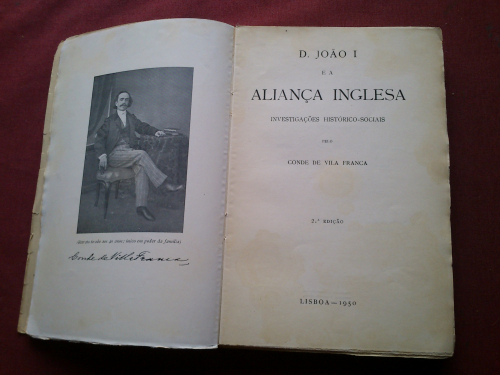 Conde de Villa Franca
D. JOÃO I
E A
ALIANÇA INGLESA
INVESTIGAÇÕES HISTÓRICO-SOCIAIS
PELO
CONDE DE VILA FRANCA
2.ª EDIÇÃO
LISBOA — 1950